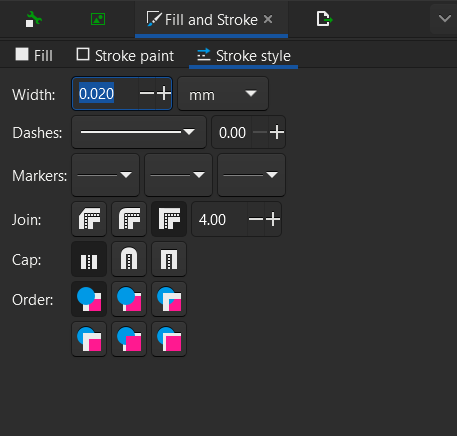 Fill and Stroke
Fill Stroke paint Stroke style
Width: 0.020 mm
Dashes: 0.00
Markers:
Join: 4.00
Cap:
Order: